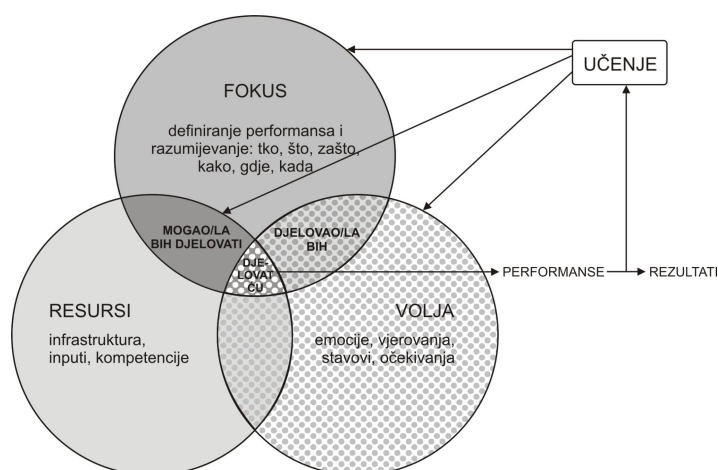 UČENJE
FOKUS
definiranje performansa i
razumijevanje: tko, što, zašto,
kako, gdje, kada
MOGAO/LA
BIH DJELOVATI
DJELOVAO/LA
BIH
DJE-
LOVAT
ĆU
PERFORMANSE
REZULTATI
RESURSI
infrastruktura,
inputi, kompetencije
VOLJA
emocije, vjerovanja,
stavovi, očekivanja